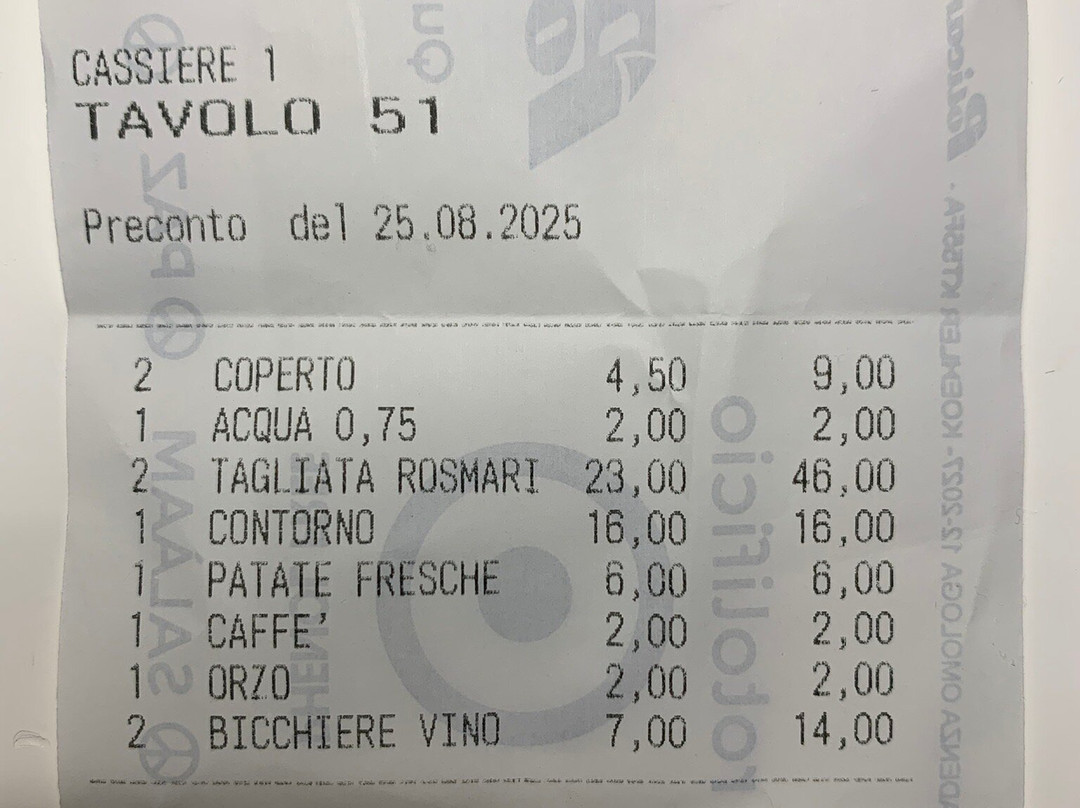 CASSIERE 1
TAVOLO 51
Preconto del 25.08.2025
2 COPERTO 4,50 9,00
1 ACQUA 0,75 2,00 2,00
2 TAGLIATA ROSMARI 23,00 46,00
1 CONTORNO 16,00 16,00
1 PATATE FRESCHE 6,00 6,00
1 CAFFE' 2,00 2,00
1 ORZO 2,00 2,00
2 BICCHIERE VINO 7,00 14,00